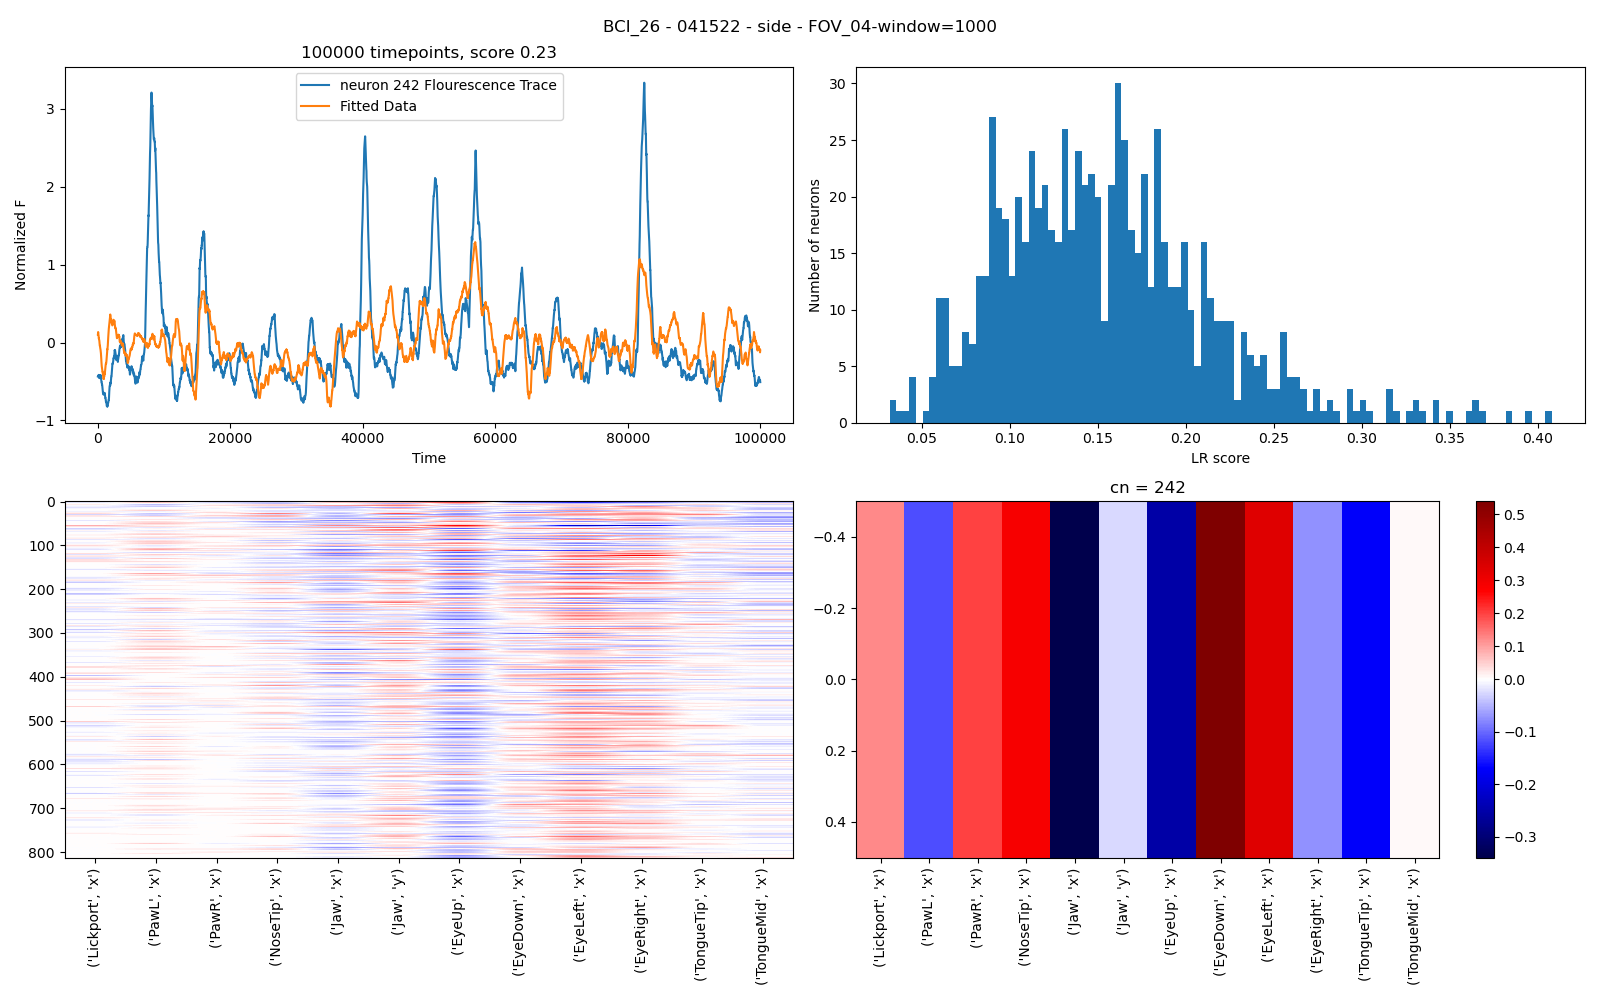 BCI_26 - 041522 - side - FOV_04-window=1000
100000 timepoints, score 0.23
neuron 242 Flourescence Trace
Fitted Data
Normalized F
3
2
1
0
−1
0
20000
40000
60000
80000
100000
Time
Number of neurons
30
25
20
15
10
5
0
0.05
0.10
0.15
0.20
0.25
0.30
0.35
0.40
LR score
0
100
200
300
400
500
600
700
800
('Lickport', 'x')
('PawL', 'x')
('PawR', 'x')
('NoseTip', 'x')
('Jaw', 'x')
('Jaw', 'y')
('EyeUp', 'x')
('EyeDown', 'x')
('EyeLeft', 'x')
('EyeRight', 'x')
('TongueTip', 'x')
('TongueMid', 'x')
cn = 242
−0.4
−0.2
0.0
0.2
0.4
('Lickport', 'x')
('PawL', 'x')
('PawR', 'x')
('NoseTip', 'x')
('Jaw', 'x')
('Jaw', 'y')
('EyeUp', 'x')
('EyeDown', 'x')
('EyeLeft', 'x')
('EyeRight', 'x')
('TongueTip', 'x')
('TongueMid', 'x')
0.5
0.4
0.3
0.2
0.1
0.0
−0.1
−0.2
−0.3